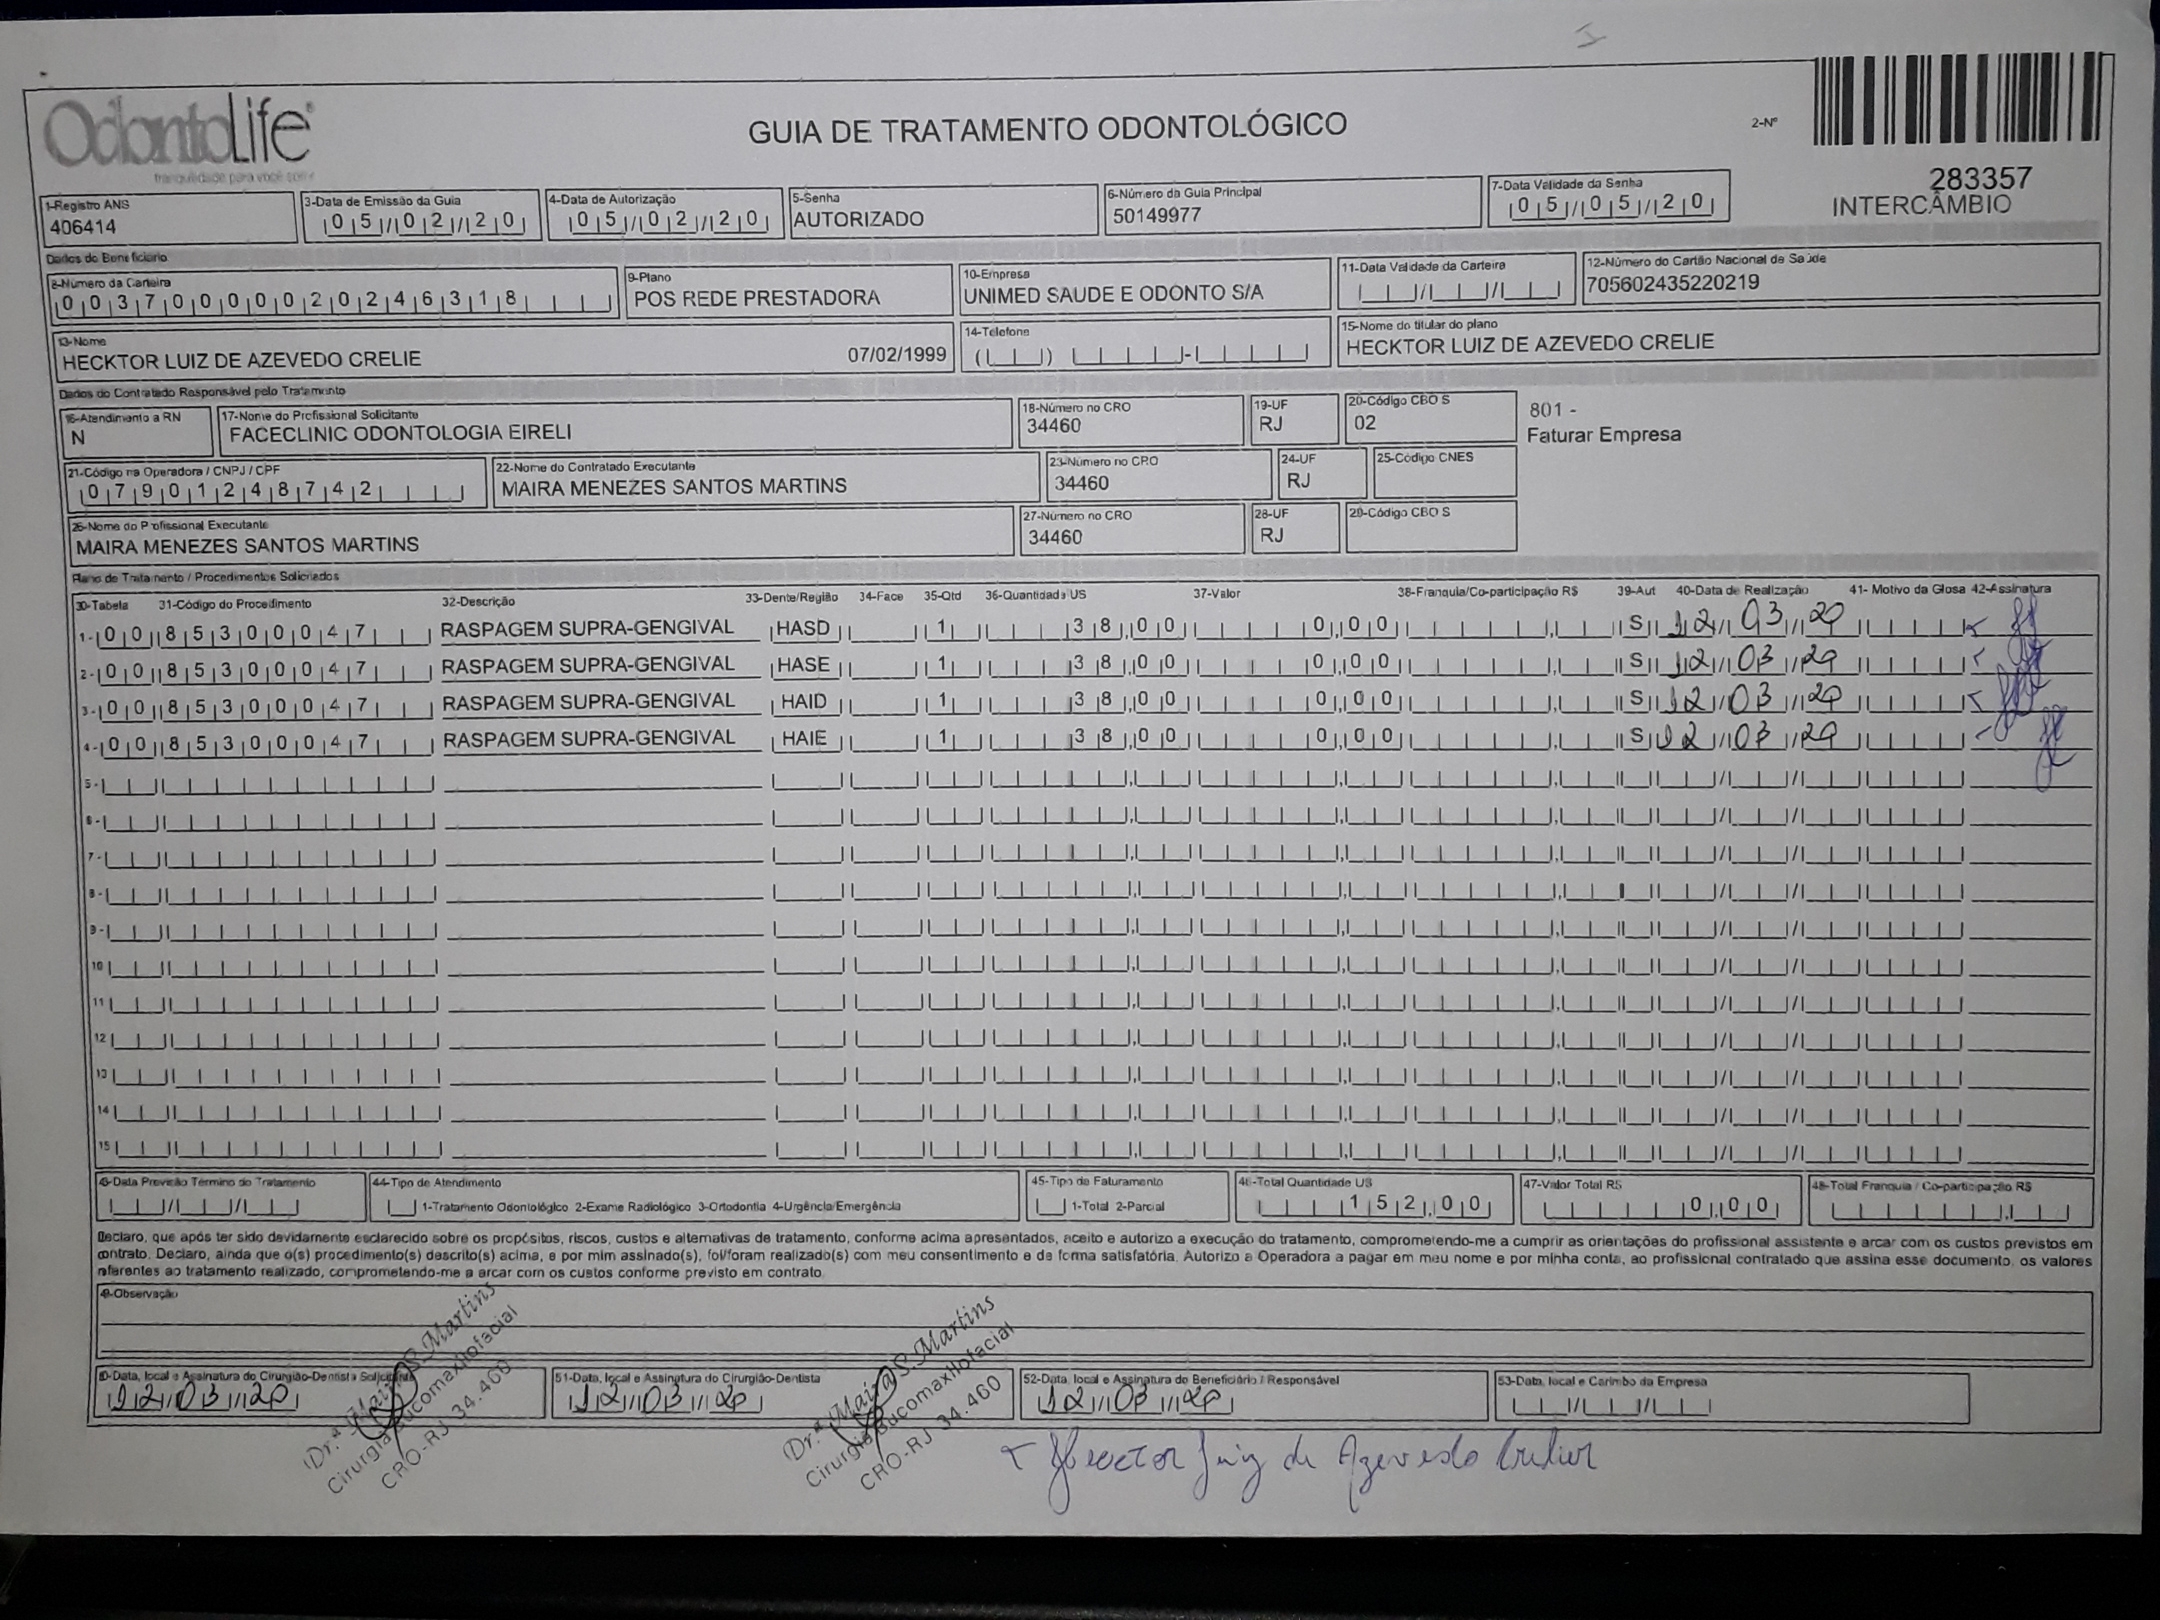 OdontoLife
tranquilidade para você sorrir
GUIA DE TRATAMENTO ODONTOLÓGICO
2-Nº
283357
INTERCÂMBIO
1-Registro ANS
406414
3-Data de Emissão da Guia
05/02/20
4-Data de Autorização
05/02/20
5-Senha
AUTORIZADO
6-Número da Guia Principal
50149977
7-Data Validade da Senha
05/05/20
Dados do Beneficiário
8-Número da Carteira
00370000020246318
9-Plano
POS REDE PRESTADORA
10-Empresa
UNIMED SAUDE E ODONTO S/A
11-Data Validade da Carteira
12-Número do Cartão Nacional de Saúde
705602435220219
13-Nome
HECKTOR LUIZ DE AZEVEDO CRELIE 07/02/1999
14-Telefone
15-Nome do titular do plano
HECKTOR LUIZ DE AZEVEDO CRELIE
Dados do Contratado Responsável pelo Tratamento
16-Atendimento a RN
N
17-Nome do Profissional Solicitante
FACECLINIC ODONTOLOGIA EIRELI
18-Número no CRO
34460
19-UF
RJ
20-Código CBO S
02
801 -
Faturar Empresa
21-Código na Operadora / CNPJ / CPF
07901248742
22-Nome do Contratado Executante
MAIRA MENEZES SANTOS MARTINS
23-Número no CRO
34460
24-UF
RJ
25-Código CNES
26-Nome do Profissional Executante
MAIRA MENEZES SANTOS MARTINS
27-Número no CRO
34460
28-UF
RJ
29-Código CBO S
Plano de Tratamento / Procedimentos Solicitados
30-Tabela 31-Código do Procedimento 32-Descrição 33-Dente/Região 34-Face 35-Qtd 36-Quantidade US 37-Valor 38-Franquia/Co-participação R$ 39-Aut 40-Data de Realização 41- Motivo da Glosa 42-Assinatura
1- 00 85300047 RASPAGEM SUPRA-GENGIVAL HASD 1 38,00 0,00 S 12/03/20
2- 00 85300047 RASPAGEM SUPRA-GENGIVAL HASE 1 38,00 0,00 S 12/03/20
3- 00 85300047 RASPAGEM SUPRA-GENGIVAL HAID 1 38,00 0,00 S 12/03/20
4- 00 85300047 RASPAGEM SUPRA-GENGIVAL HAIE 1 38,00 0,00 S 12/03/20
5-
6-
7-
8-
9-
10
11
12
13
14
15
43-Data Previsão Término do Tratamento
44-Tipo de Atendimento
1-Tratamento Odontológico 2-Exame Radiológico 3-Ortodontia 4-Urgência/Emergência
45-Tipo de Faturamento
1-Total 2-Parcial
46-Total Quantidade US
152,00
47-Valor Total R$
0,00
48-Total Franquia / Co-participação R$
Declaro, que após ter sido devidamente esclarecido sobre os propósitos, riscos, custos e alternativas de tratamento, conforme acima apresentados, aceito e autorizo a execução do tratamento, comprometendo-me a cumprir as orientações do profissional assistente e arcar com os custos previstos em
contrato. Declaro, ainda que o(s) procedimento(s) descrito(s) acima, e por mim assinado(s), foi/foram realizado(s) com meu consentimento e de forma satisfatória. Autorizo a Operadora a pagar em meu nome e por minha conta, ao profissional contratado que assina esse documento, os valores
referentes ao tratamento realizado, comprometendo-me a arcar com os custos conforme previsto em contrato.
49-Observação
50-Data, local e Assinatura do Cirurgião-Dentista Solicitante
12/03/20
51-Data, local e Assinatura do Cirurgião-Dentista
12/03/20
52-Data, local e Assinatura do Beneficiário / Responsável
12/03/20
53-Data, local e Carimbo da Empresa
Dr.ª Maira S. Martins
Cirurgia Bucomaxilofacial
CRO-RJ 34.460
Dr.ª Maira S. Martins
Cirurgia Bucomaxilofacial
CRO-RJ 34.460
Hecctor Luiz de Azevedo Crelier